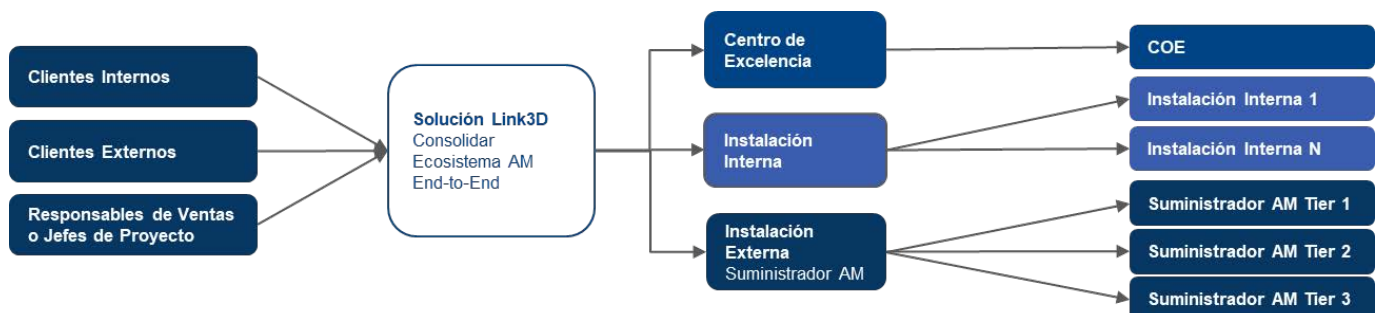 Clientes Internos
Clientes Externos
Responsables de Ventas
o Jefes de Proyecto
Solución Link3D
Consolidar
Ecosistema AM
End-to-End
Centro de
Excelencia
Instalación
Interna
Instalación
Externa
Suministrador AM
COE
Instalación Interna 1
Instalación Interna N
Suministrador AM Tier 1
Suministrador AM Tier 2
Suministrador AM Tier 3